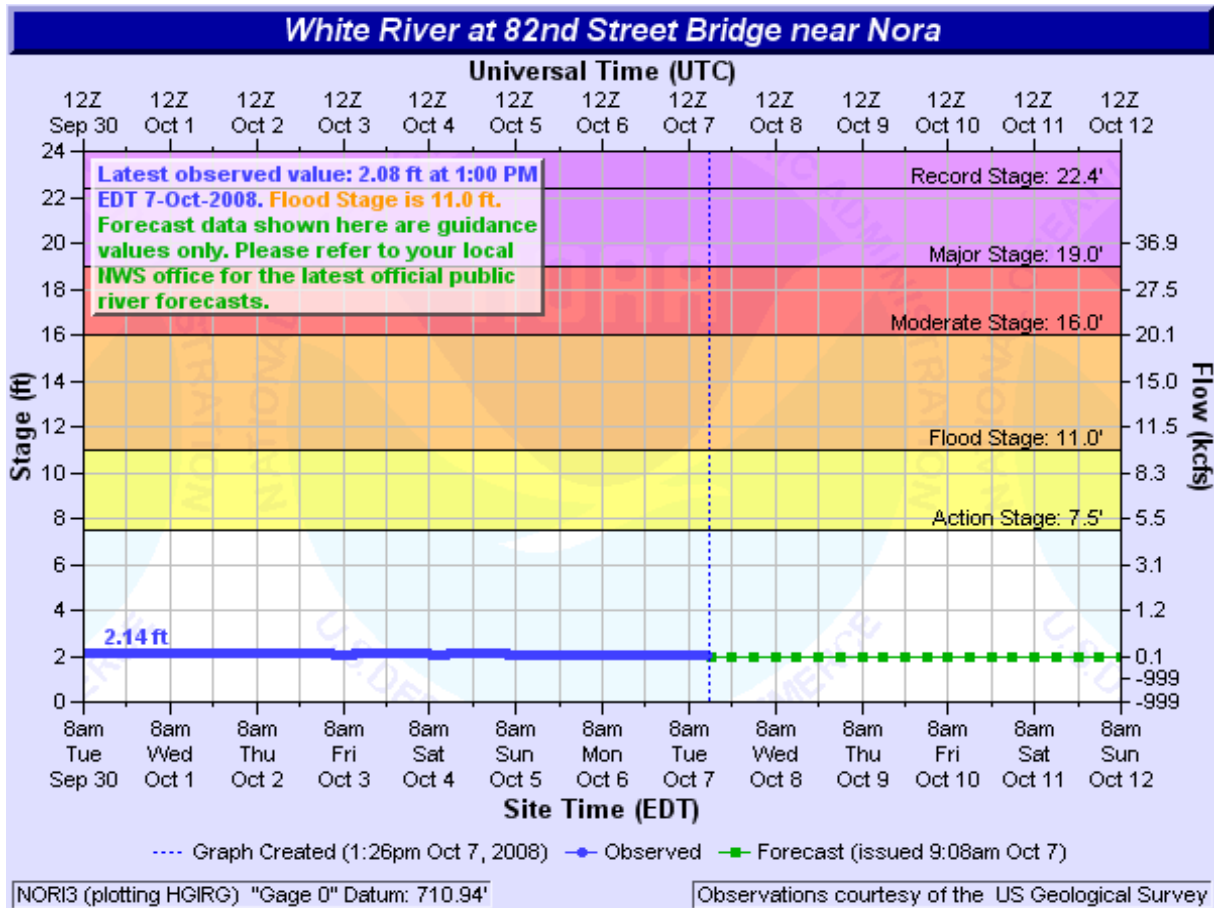 White River at 82nd Street Bridge near Nora
Universal Time (UTC)
12Z 12Z 12Z 12Z 12Z 12Z 12Z 12Z 12Z 12Z 12Z 12Z 12Z
Sep 30 Oct 1 Oct 2 Oct 3 Oct 4 Oct 5 Oct 6 Oct 7 Oct 8 Oct 9 Oct 10 Oct 11 Oct 12
Latest observed value: 2.08 ft at 1:00 PM
EDT 7-Oct-2008. Flood Stage is 11.0 ft.
Forecast data shown here are guidance
values only. Please refer to your local
NWS office for the latest official public
river forecasts.
Record Stage: 22.4'
Major Stage: 19.0'
Moderate Stage: 16.0'
Flood Stage: 11.0'
Action Stage: 7.5'
2.14 ft
Stage (ft)
24
22
20
18
16
14
12
10
8
6
4
2
0
Flow (kcfs)
36.9
27.5
20.1
15.0
11.5
8.3
5.5
3.1
1.2
0.1
-999
-999
8am 8am 8am 8am 8am 8am 8am 8am 8am 8am 8am 8am 8am
Tue Wed Thu Fri Sat Sun Mon Tue Wed Thu Fri Sat Sun
Sep 30 Oct 1 Oct 2 Oct 3 Oct 4 Oct 5 Oct 6 Oct 7 Oct 8 Oct 9 Oct 10 Oct 11 Oct 12
Site Time (EDT)
Graph Created (1:26pm Oct 7, 2008) Observed Forecast (issued 9:08am Oct 7)
NORI3 (plotting HGIRG) "Gage 0" Datum: 710.94'
Observations courtesy of the US Geological Survey